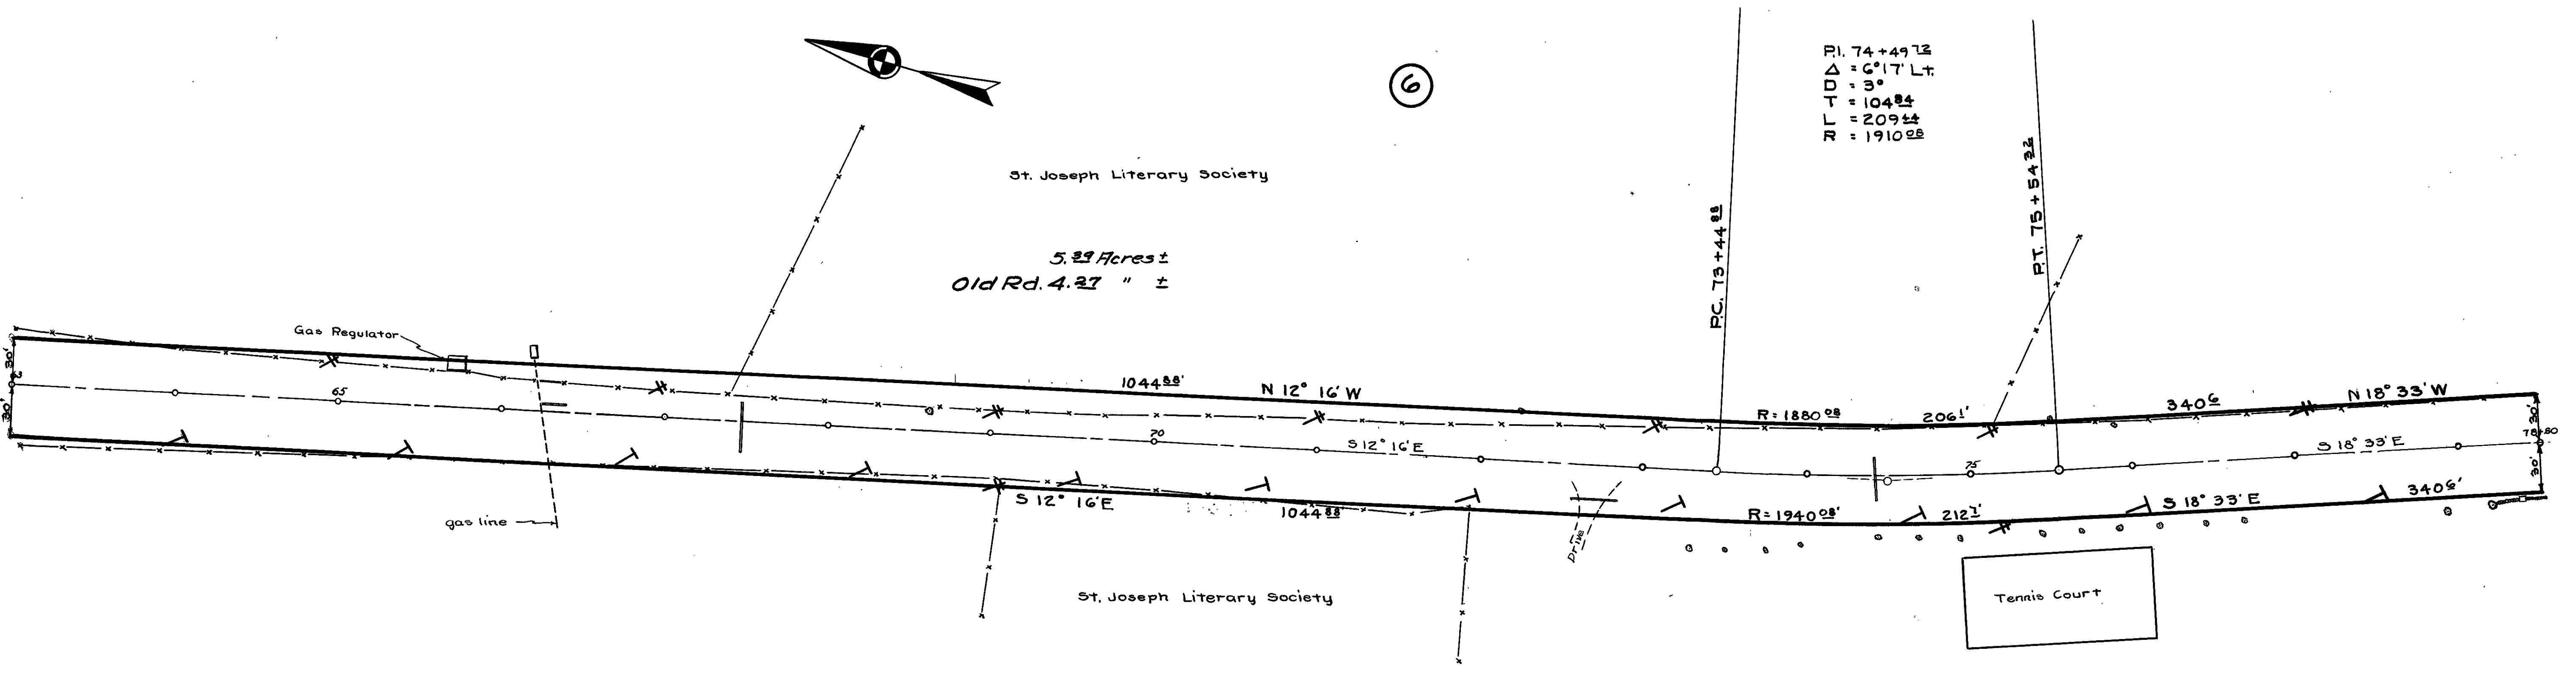 6
P.I. 74+49 72
Δ = 6°17' Lt.
D = 3°
T = 104 84
L = 209 44
R = 1910 08
St. Joseph Literary Society
5.29 Acres ±
Old Rd. 4.27 " ±
P.C. 73+44 88
P.T. 75+54 32
Gas Regulator
30'
63
30'
65
1044 88'
N 12° 16' W
R = 1880 08
206 1'
340 6
N 18° 33' W
30'
70
S 12° 16' E
75
S 18° 33' E
78+80
30'
gas line
S 12° 16' E
1044 88
Drive
R = 1940 08'
212 7'
S 18° 33' E
340 6'
St. Joseph Literary Society
Tennis Court